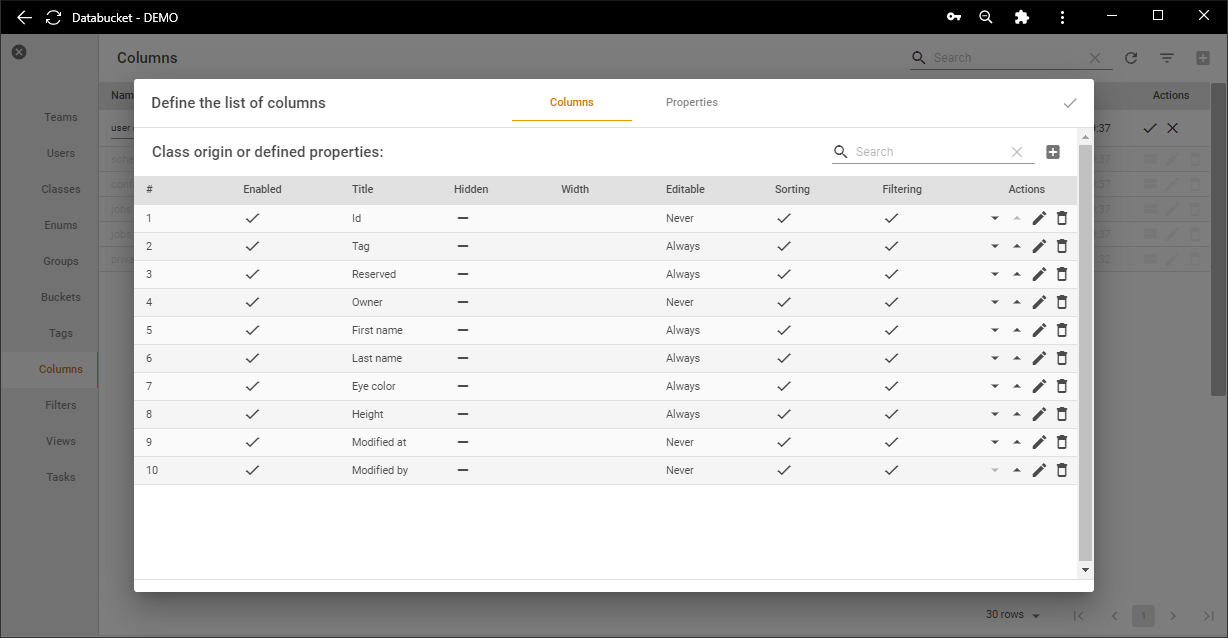 Databucket - DEMO
Columns
Search
Nam
Actions
user
:37
Teams
Users
Classes
Enums
Groups
Buckets
Tags
Columns
Filters
Views
Tasks
Define the list of columns
Columns
Properties
Class origin or defined properties:
Search
# Enabled Title Hidden Width Editable Sorting Filtering Actions
1 Id Never
2 Tag Always
3 Reserved Always
4 Owner Never
5 First name Always
6 Last name Always
7 Eye color Always
8 Height Always
9 Modified at Never
10 Modified by Never
30 rows
1